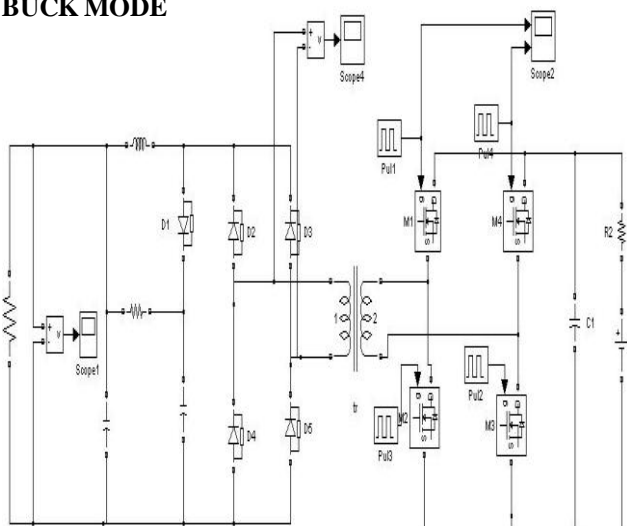 BUCK MODE
Scope4
Scope2
Pul1
Pul4
D1
D2
D3
M1
M4
R2
v
1
2
C1
Scope1
D4
D5
tr
M2
Pul3
Pul2
M3